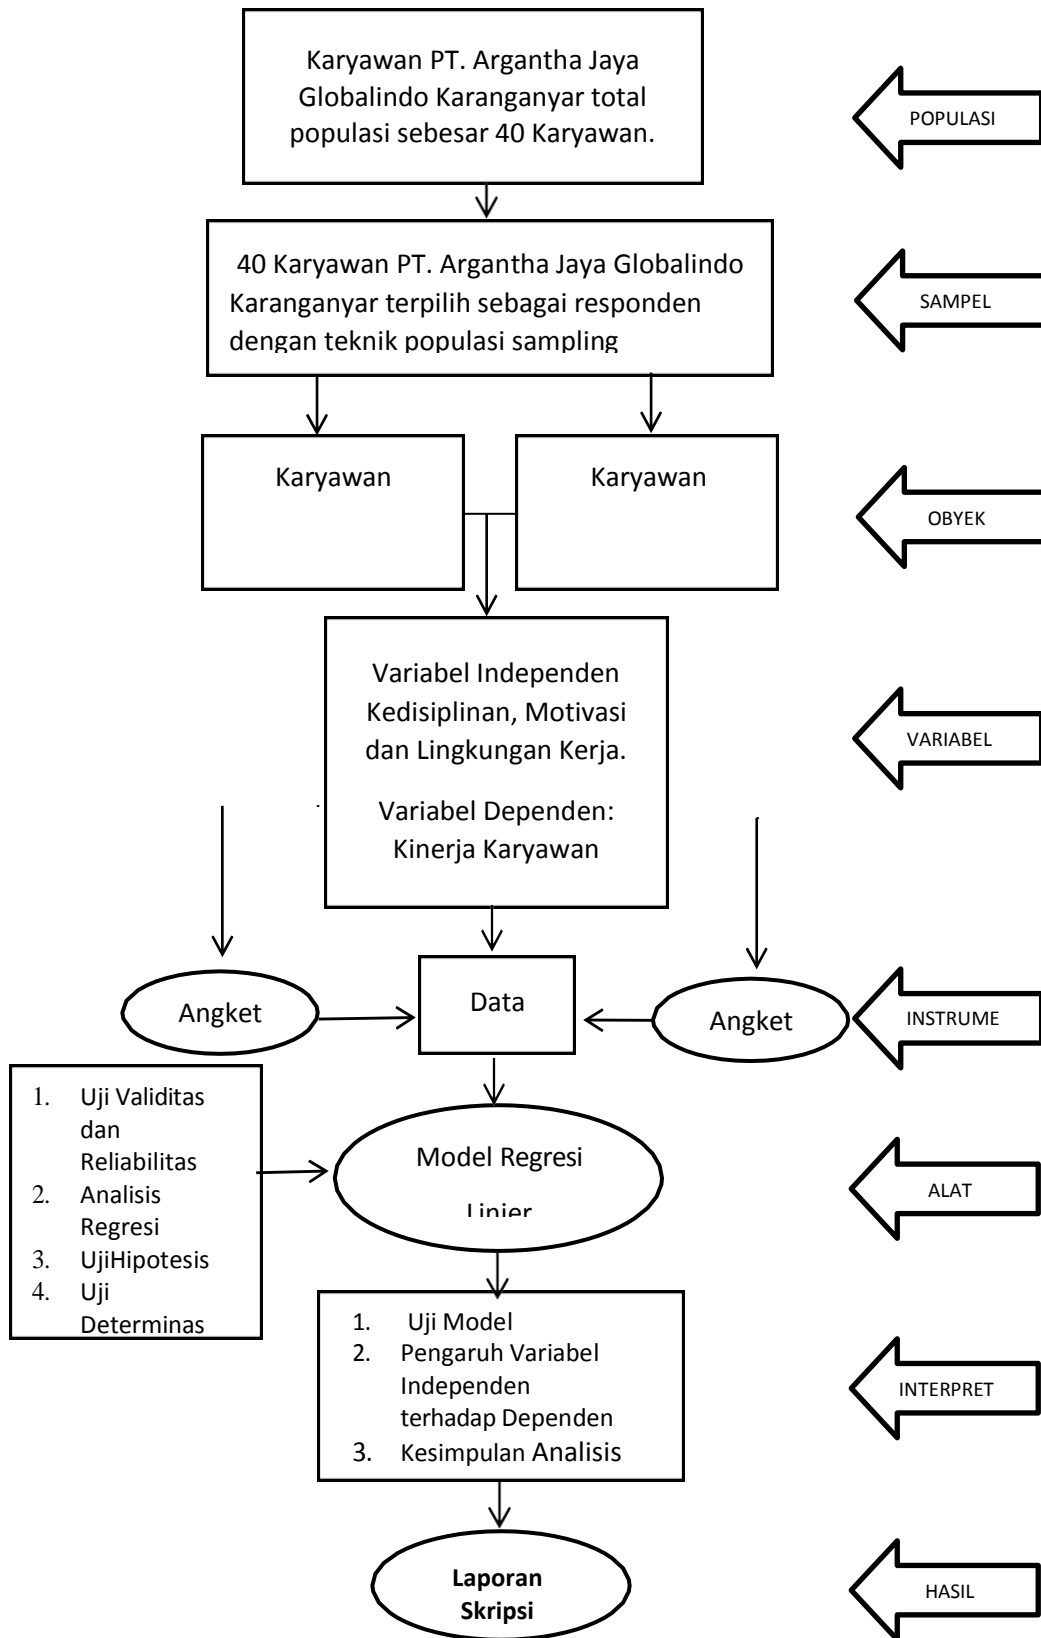 Karyawan PT. Argantha Jaya
Globalindo Karanganyar total
populasi sebesar 40 Karyawan.
POPULASI
40 Karyawan PT. Argantha Jaya Globalindo
Karanganyar terpilih sebagai responden
dengan teknik populasi sampling
SAMPEL
Karyawan
Karyawan
OBYEK
Variabel Independen
Kedisiplinan, Motivasi
dan Lingkungan Kerja.
Variabel Dependen:
Kinerja Karyawan
VARIABEL
Angket
Data
Angket
INSTRUME
1. Uji Validitas
dan
Reliabilitas
2. Analisis
Regresi
3. UjiHipotesis
4. Uji
Determinas
Model Regresi
Linier
ALAT
1. Uji Model
2. Pengaruh Variabel
Independen
terhadap Dependen
3. Kesimpulan Analisis
INTERPRET
Laporan
Skripsi
HASIL